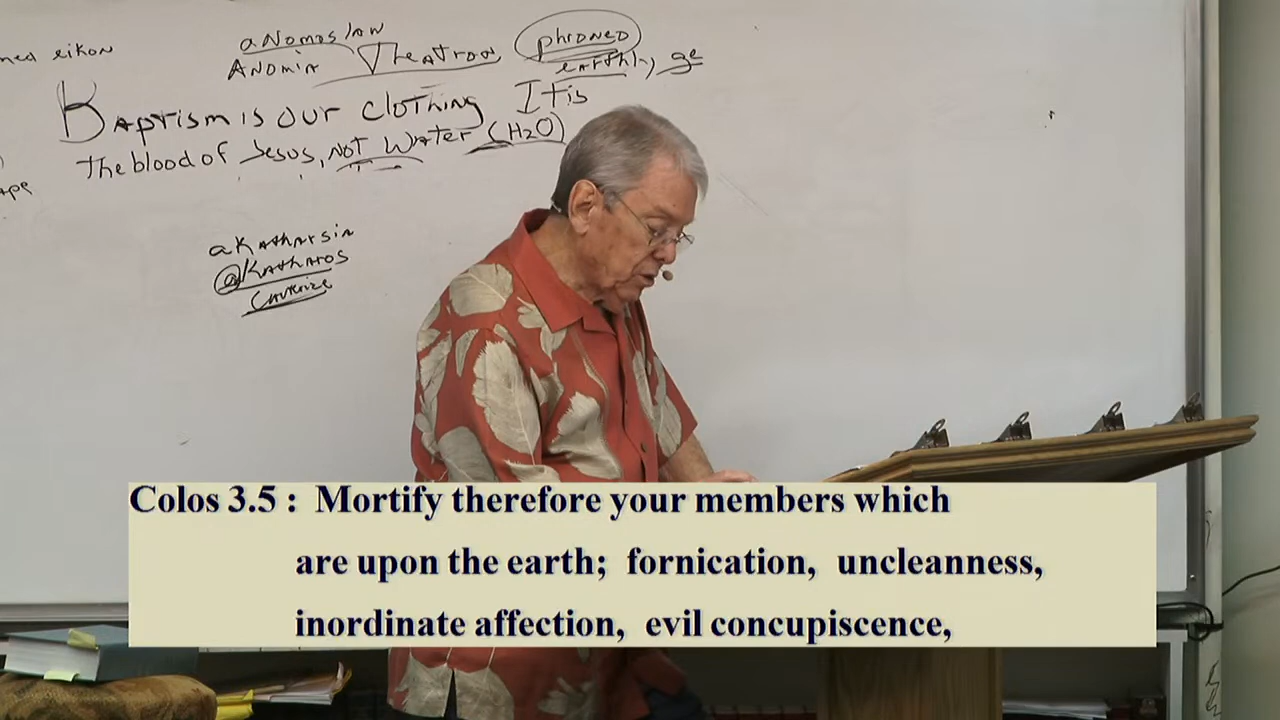 eikon
aNomos law
ANomia Theatron, phroneo
earthly, ge
Baptism is our Clothing It is
the blood of Jesus, NOT Water (H2O)
ape
aKatharsia
@Katharos
Cauterize
Colos 3.5 : Mortify therefore your members which
are upon the earth; fornication, uncleanness,
inordinate affection, evil concupiscence,